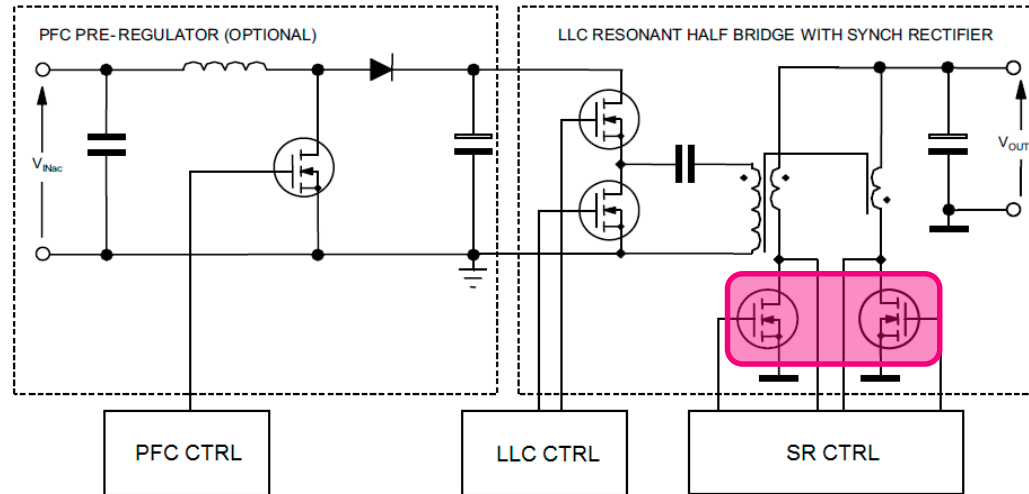 PFC PRE-REGULATOR (OPTIONAL)
LLC RESONANT HALF BRIDGE WITH SYNCH RECTIFIER
VINac
VOUT
PFC CTRL
LLC CTRL
SR CTRL